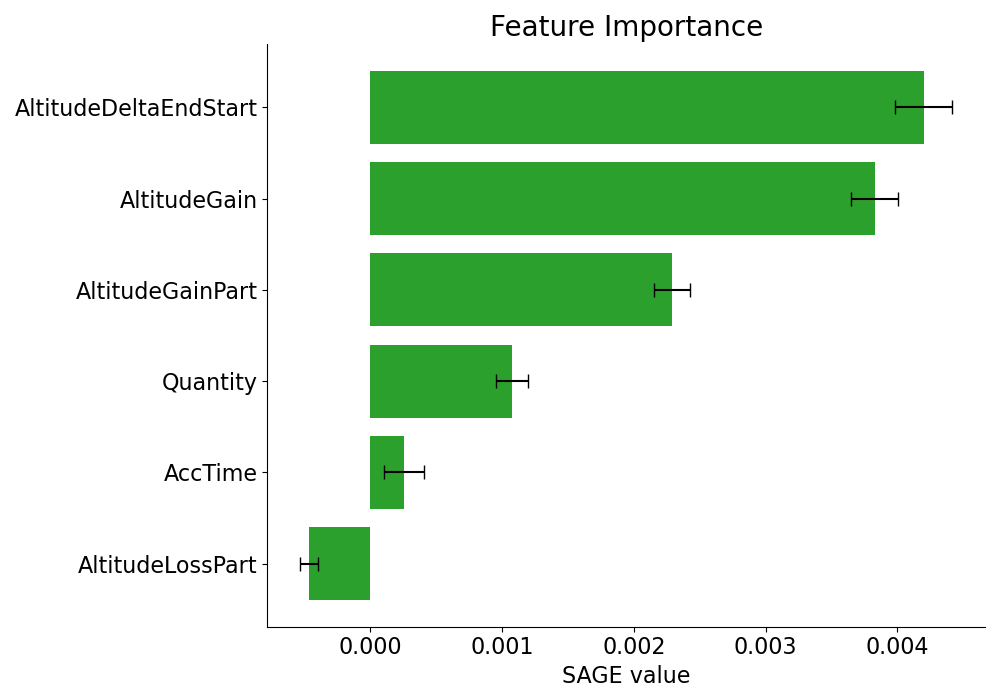 Feature Importance
AltitudeDeltaEndStart
AltitudeGain
AltitudeGainPart
Quantity
AccTime
AltitudeLossPart
0.000 0.001 0.002 0.003 0.004
SAGE value